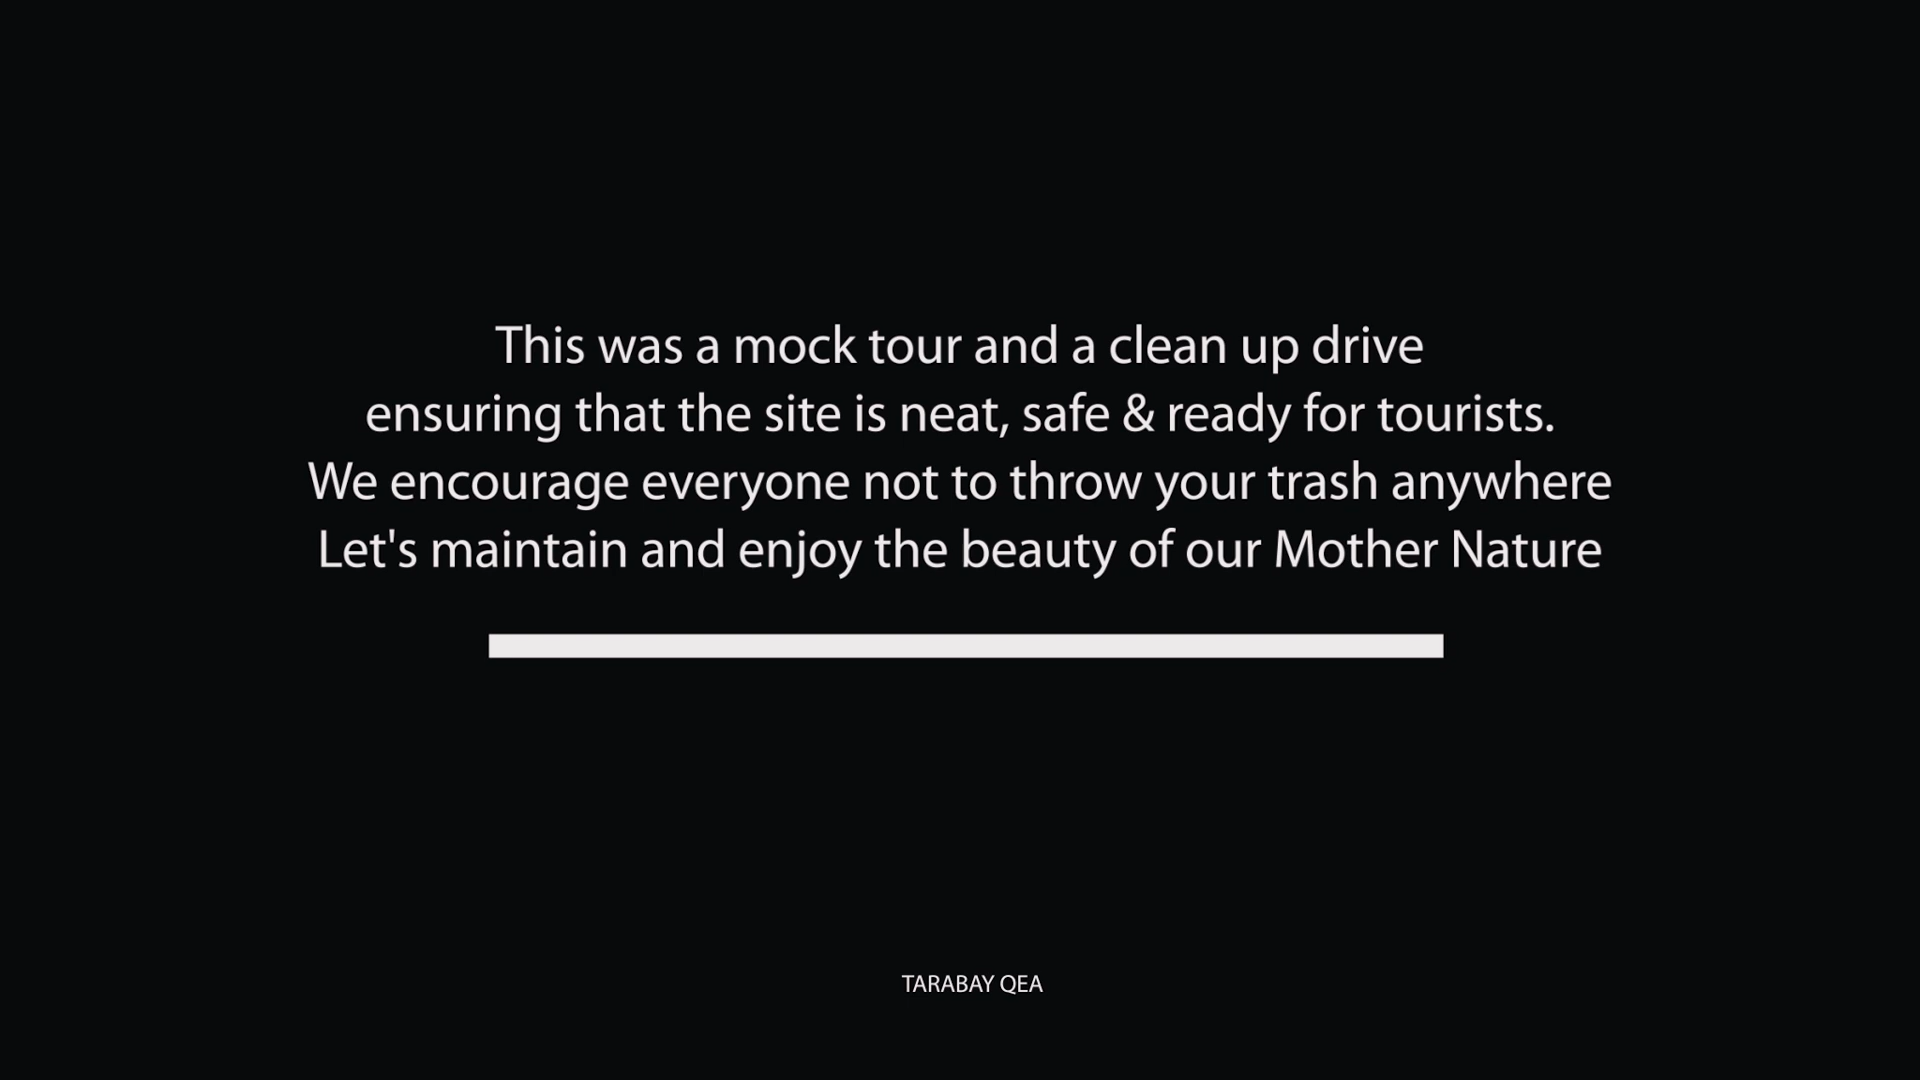 This was a mock tour and a clean up drive
ensuring that the site is neat, safe & ready for tourists.
We encourage everyone not to throw your trash anywhere
Let's maintain and enjoy the beauty of our Mother Nature
TARABAY QEA